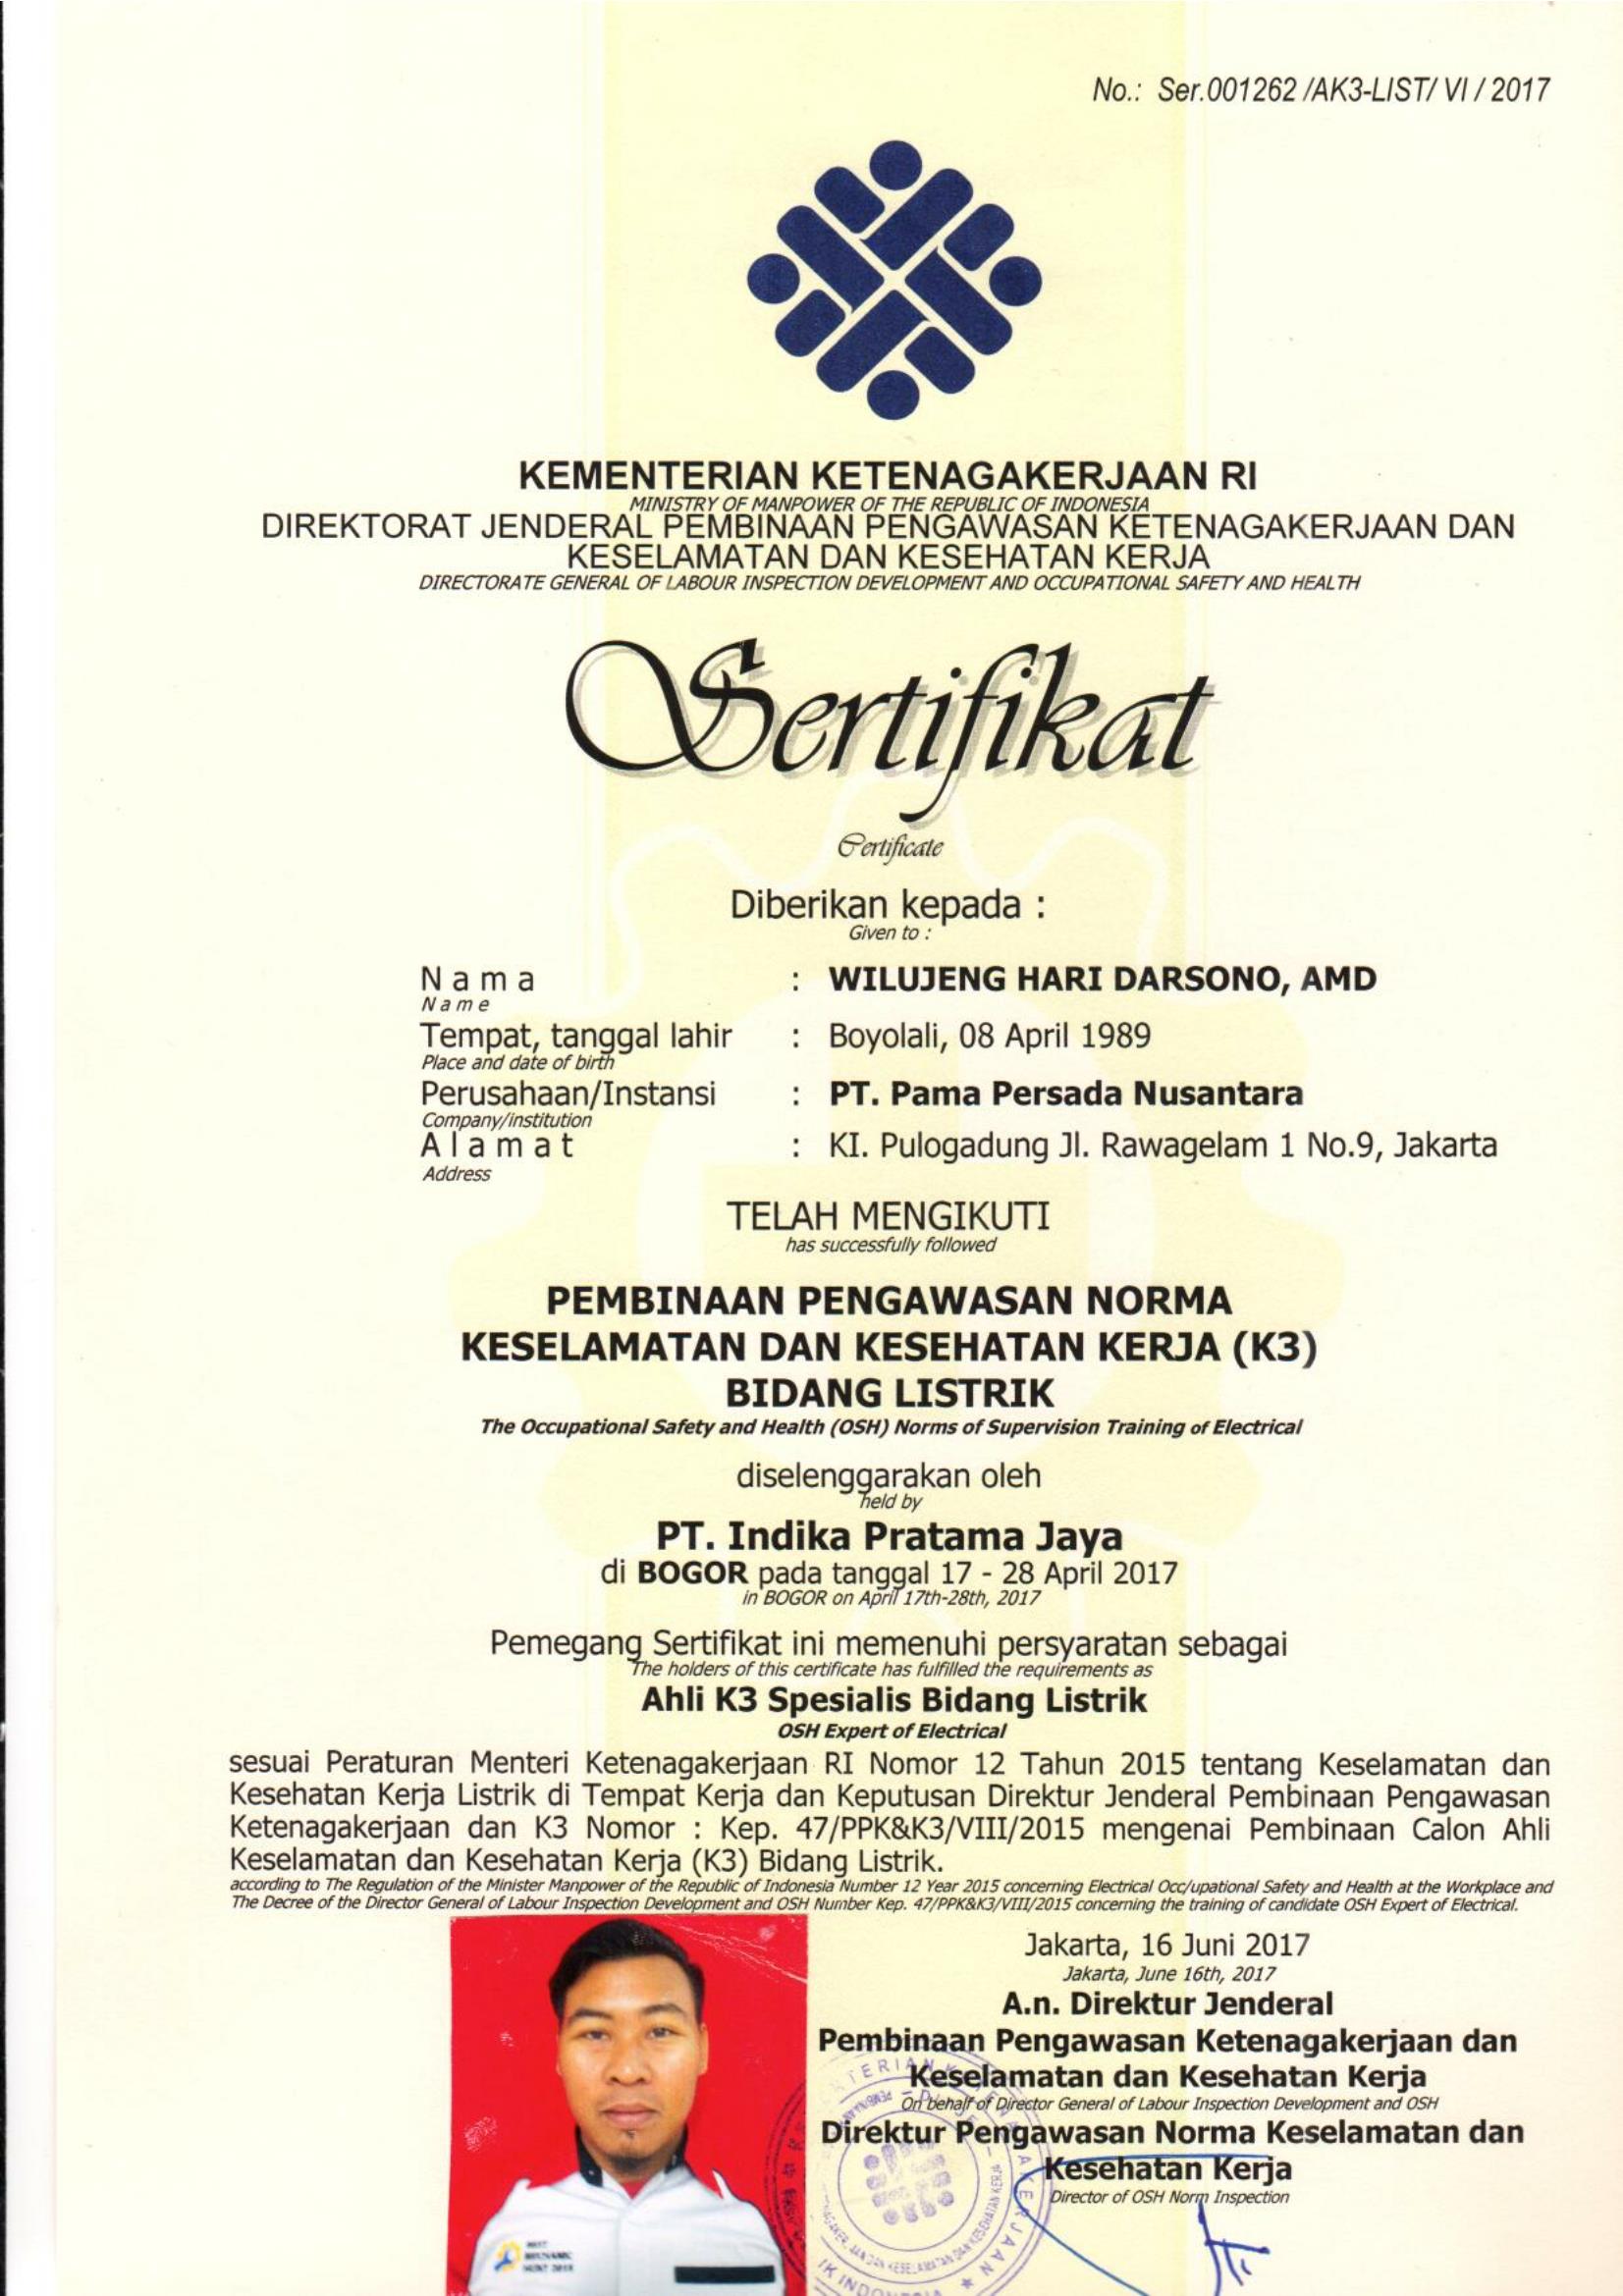 No.: Ser.001262 /AK3-LIST/ VI / 2017
KEMENTERIAN KETENAGAKERJAAN RI
MINISTRY OF MANPOWER OF THE REPUBLIC OF INDONESIA
DIREKTORAT JENDERAL PEMBINAAN PENGAWASAN KETENAGAKERJAAN DAN
KESELAMATAN DAN KESEHATAN KERJA
DIRECTORATE GENERAL OF LABOUR INSPECTION DEVELOPMENT AND OCCUPATIONAL SAFETY AND HEALTH
Sertifikat
Certificate
Diberikan kepada :
Given to :
Nama : WILUJENG HARI DARSONO, AMD
Name
Tempat, tanggal lahir : Boyolali, 08 April 1989
Place and date of birth
Perusahaan/Instansi : PT. Pama Persada Nusantara
Company/institution
Alamat : KI. Pulogadung Jl. Rawagelam 1 No.9, Jakarta
Address
TELAH MENGIKUTI
has successfully followed
PEMBINAAN PENGAWASAN NORMA
KESELAMATAN DAN KESEHATAN KERJA (K3)
BIDANG LISTRIK
The Occupational Safety and Health (OSH) Norms of Supervision Training of Electrical
diselenggarakan oleh
held by
PT. Indika Pratama Jaya
di BOGOR pada tanggal 17 - 28 April 2017
in BOGOR on April 17th-28th, 2017
Pemegang Sertifikat ini memenuhi persyaratan sebagai
The holders of this certificate has fulfilled the requirements as
Ahli K3 Spesialis Bidang Listrik
OSH Expert of Electrical
sesuai Peraturan Menteri Ketenagakerjaan RI Nomor 12 Tahun 2015 tentang Keselamatan dan
Kesehatan Kerja Listrik di Tempat Kerja dan Keputusan Direktur Jenderal Pembinaan Pengawasan
Ketenagakerjaan dan K3 Nomor : Kep. 47/PPK&K3/VIII/2015 mengenai Pembinaan Calon Ahli
Keselamatan dan Kesehatan Kerja (K3) Bidang Listrik.
according to The Regulation of the Minister Manpower of the Republic of Indonesia Number 12 Year 2015 concerning Electrical Occ/upational Safety and Health at the Workplace and
The Decree of the Director General of Labour Inspection Development and OSH Number Kep. 47/PPK&K3/VIII/2015 concerning the training of candidate OSH Expert of Electrical.
Jakarta, 16 Juni 2017
Jakarta, June 16th, 2017
A.n. Direktur Jenderal
Pembinaan Pengawasan Ketenagakerjaan dan
Keselamatan dan Kesehatan Kerja
On behalf of Director General of Labour Inspection Development and OSH
Direktur Pengawasan Norma Keselamatan dan
Kesehatan Kerja
Director of OSH Norm Inspection